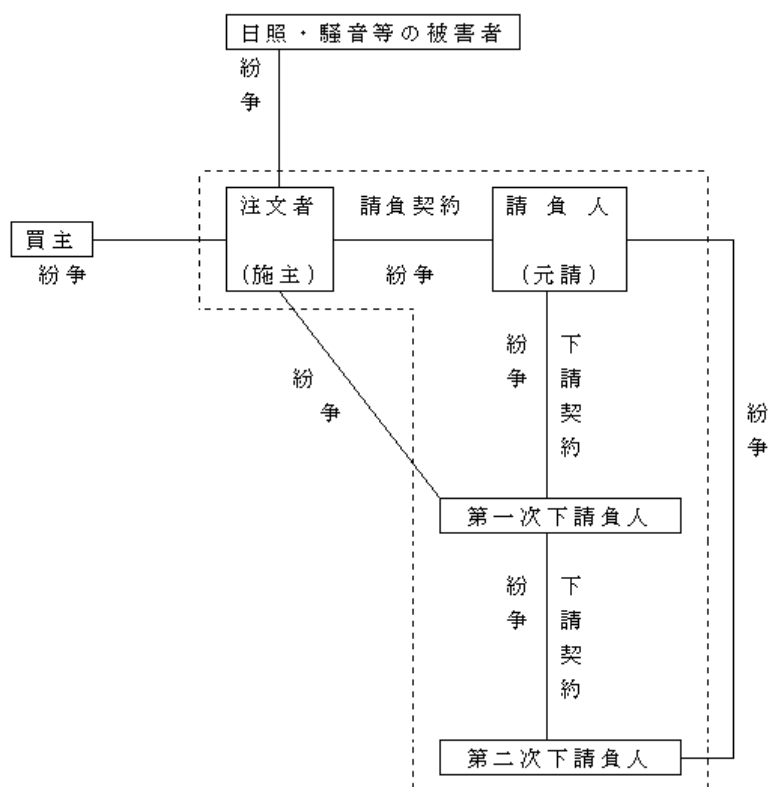 日照・騒音等の被害者
紛争
注文者
(施主)
請負契約
紛争
請負人
(元請)
買主
紛争
紛争
紛争
下請契約
紛争
第一次下請負人
紛争
下請契約
第二次下請負人